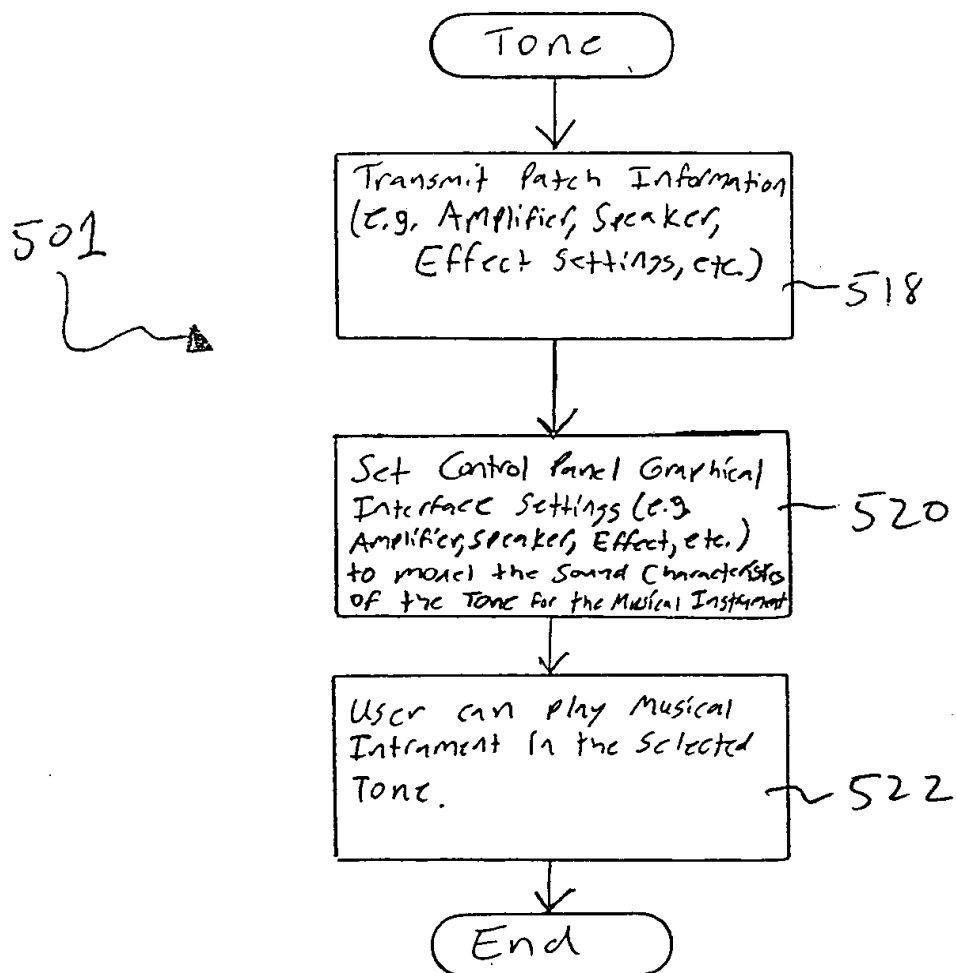 Tone
501
Transmit Patch Information
(e.g. Amplifier, Speaker,
Effect Settings, etc.)
518
Set Control Panel Graphical
Interface Settings (e.g.
Amplifier, Speaker, Effect, etc.)
to model the Sound Characteristics
of the Tone for the Musical Instrument
520
User can play Musical
Intrument in the Selected
Tone.
522
End